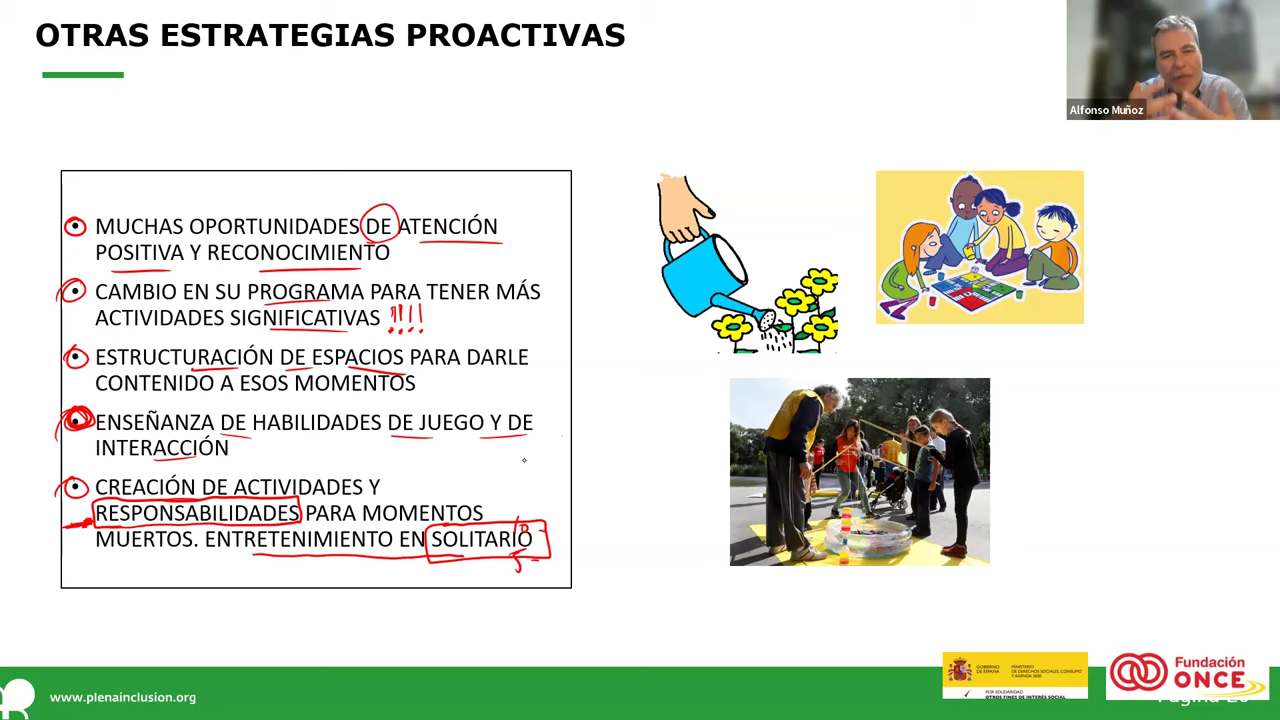 OTRAS ESTRATEGIAS PROACTIVAS
Alfonso Muñoz
• MUCHAS OPORTUNIDADES DE ATENCIÓN
POSITIVA Y RECONOCIMIENTO
• CAMBIO EN SU PROGRAMA PARA TENER MÁS
ACTIVIDADES SIGNIFICATIVAS !!!!
• ESTRUCTURACIÓN DE ESPACIOS PARA DARLE
CONTENIDO A ESOS MOMENTOS
• ENSEÑANZA DE HABILIDADES DE JUEGO Y DE
INTERACCIÓN
• CREACIÓN DE ACTIVIDADES Y
RESPONSABILIDADES PARA MOMENTOS
MUERTOS. ENTRETENIMIENTO EN SOLITARIO
www.plenainclusion.org
GOBIERNO
DE ESPAÑA
MINISTERIO
DE DERECHOS SOCIALES, CONSUMO
Y AGENDA 2030
POR SOLIDARIDAD
OTROS FINES DE INTERÉS SOCIAL
Fundación
ONCE